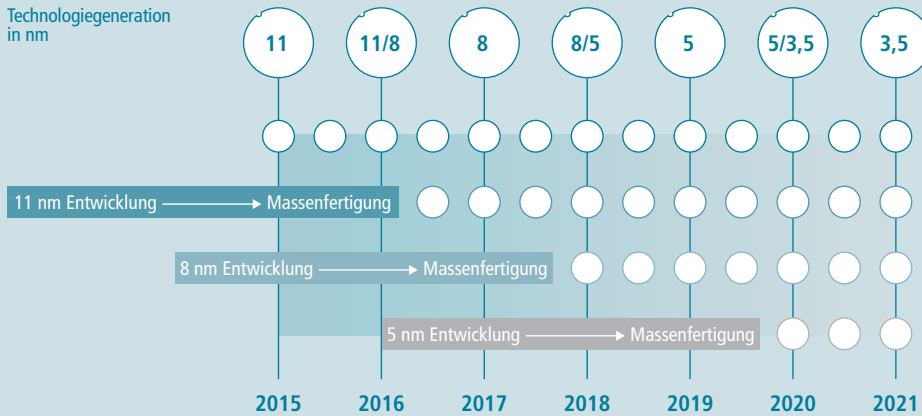 Technologiegeneration
in nm
11 11/8 8 8/5 5 5/3,5 3,5
11 nm Entwicklung Massenfertigung
8 nm Entwicklung Massenfertigung
5 nm Entwicklung Massenfertigung
2015 2016 2017 2018 2019 2020 2021